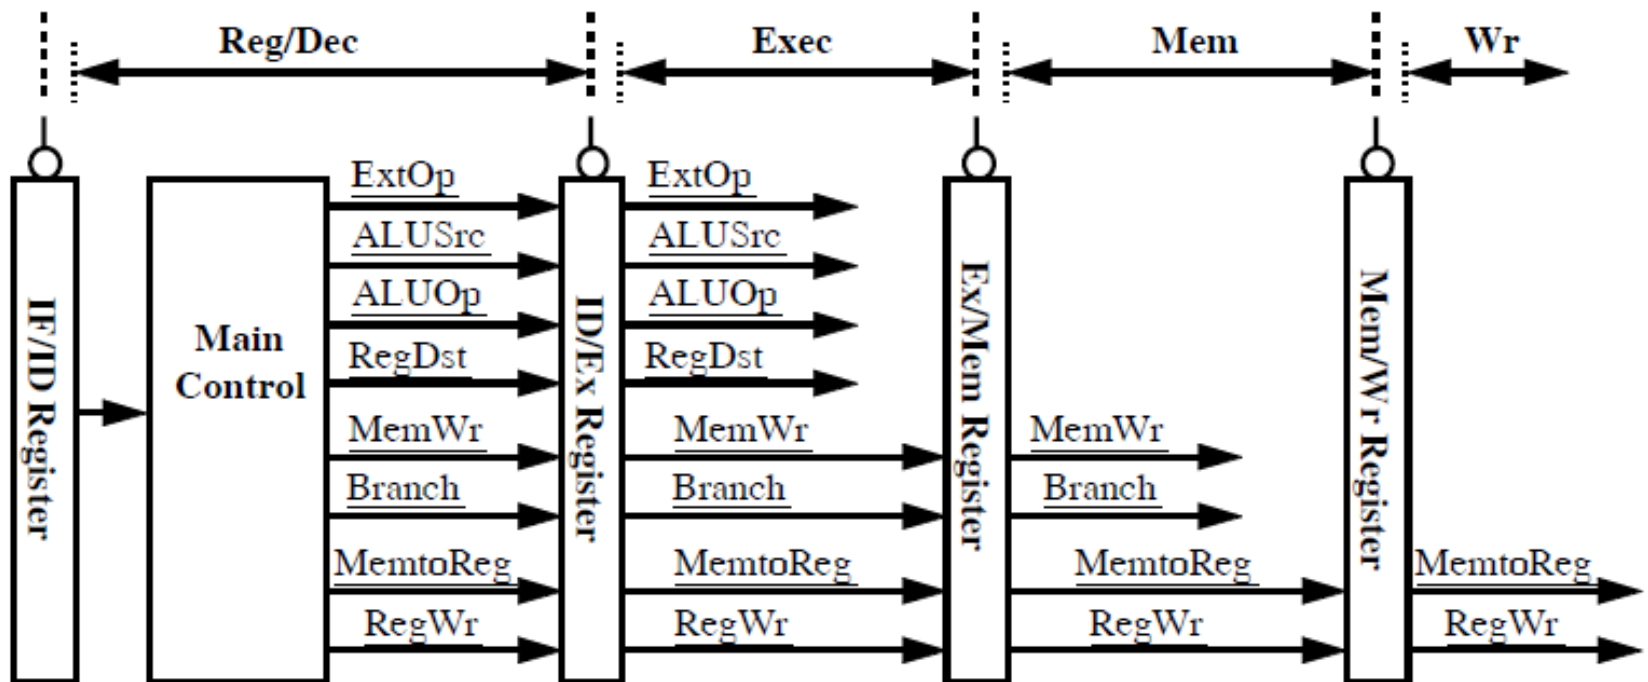 Reg/Dec
Exec
Mem
Wr
ExtOp
ExtOp
ALUSrc
ALUSrc
ALUOp
ALUOp
RegDst
RegDst
MemWr
MemWr
MemWr
Branch
Branch
Branch
MemtoReg
MemtoReg
MemtoReg
MemtoReg
RegWr
RegWr
RegWr
RegWr
IF/ID Register
Main
Control
ID/Ex Register
Ex/Mem Register
Mem/Wr Register